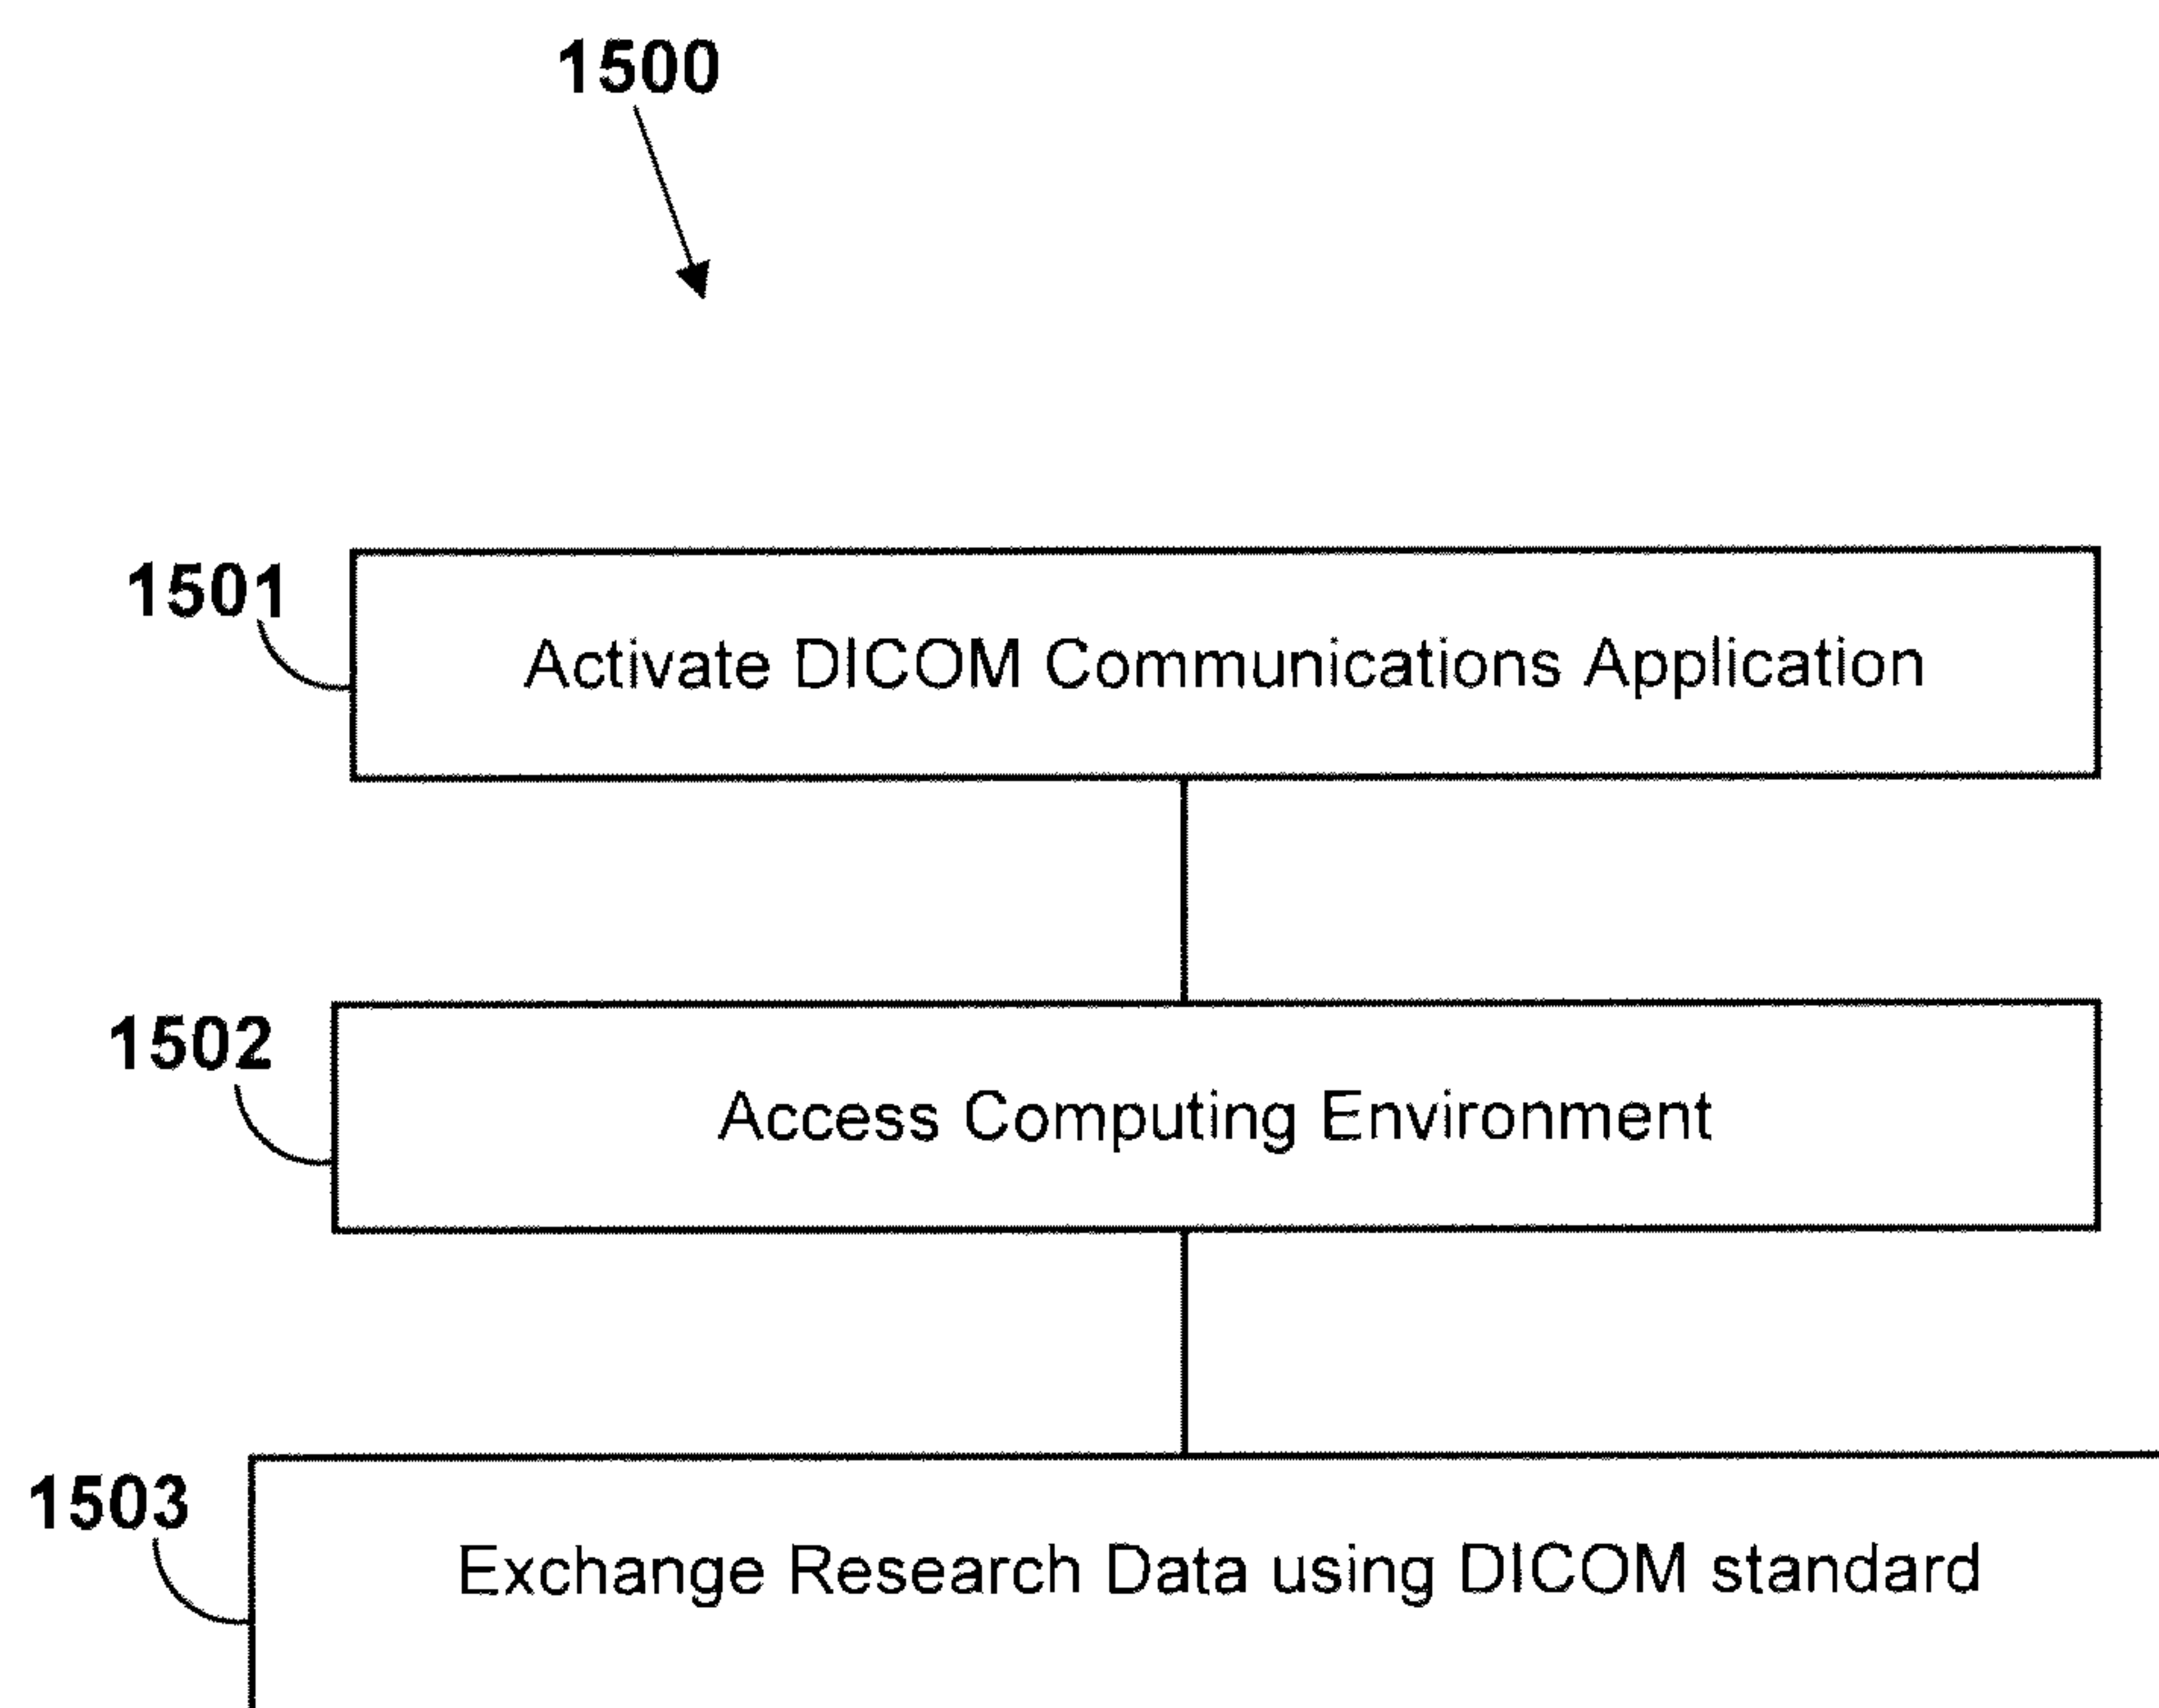 1500
1501
Activate DICOM Communications Application
1502
Access Computing Environment
1503
Exchange Research Data using DICOM standard